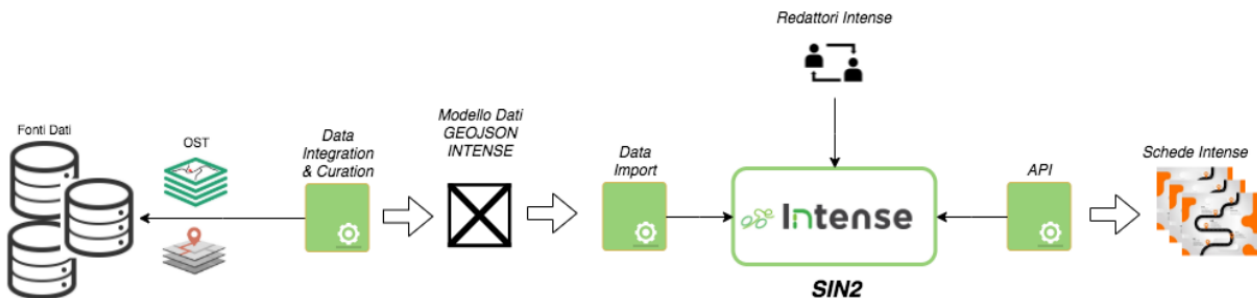 Redattori Intense
Fonti Dati
OST
Data
Integration
& Curation
Modello Dati
GEOJSON
INTENSE
Data
Import
Intense
SIN2
API
Schede Intense